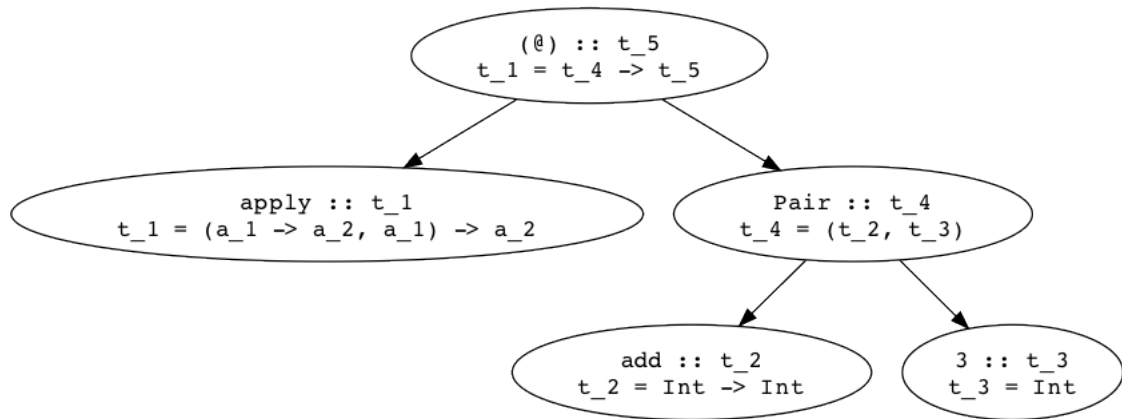 (@) :: t_5
t_1 = t_4 -> t_5
apply :: t_1
t_1 = (a_1 -> a_2, a_1) -> a_2
Pair :: t_4
t_4 = (t_2, t_3)
add :: t_2
t_2 = Int -> Int
3 :: t_3
t_3 = Int